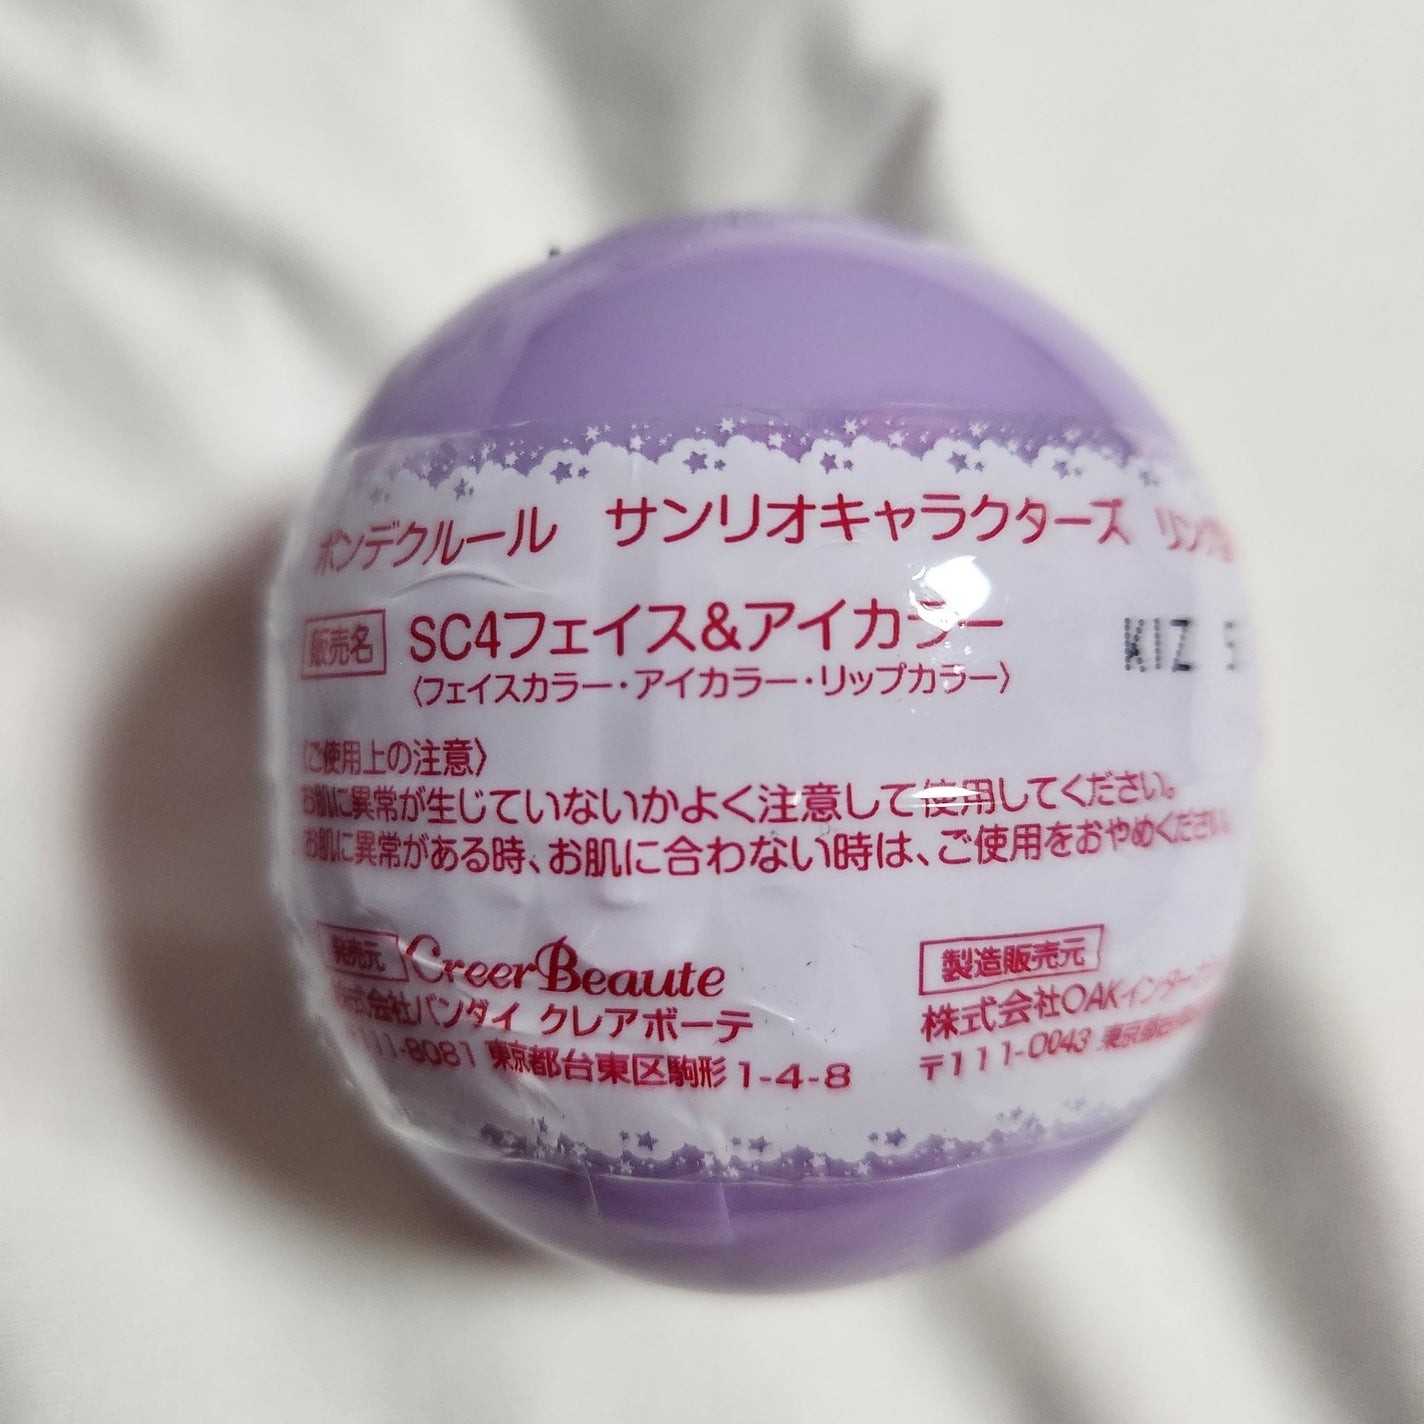 ボンデクルール サンリオキャラクターズ
販売名 SC4フェイス&アイカラー
〈フェイスカラー・アイカラー・リップカラー〉
KIZ
〈ご使用上の注意〉
お肌に異常が生じていないかよく注意して使用してください。
お肌に異常がある時、お肌に合わない時は、ご使用をおやめください。
発売元 CreerBeaute
株式会社バンダイ クレアボーテ
〒111-8081 東京都台東区駒形1-4-8
製造販売元
株式会社OAK
〒111-0043 東京都